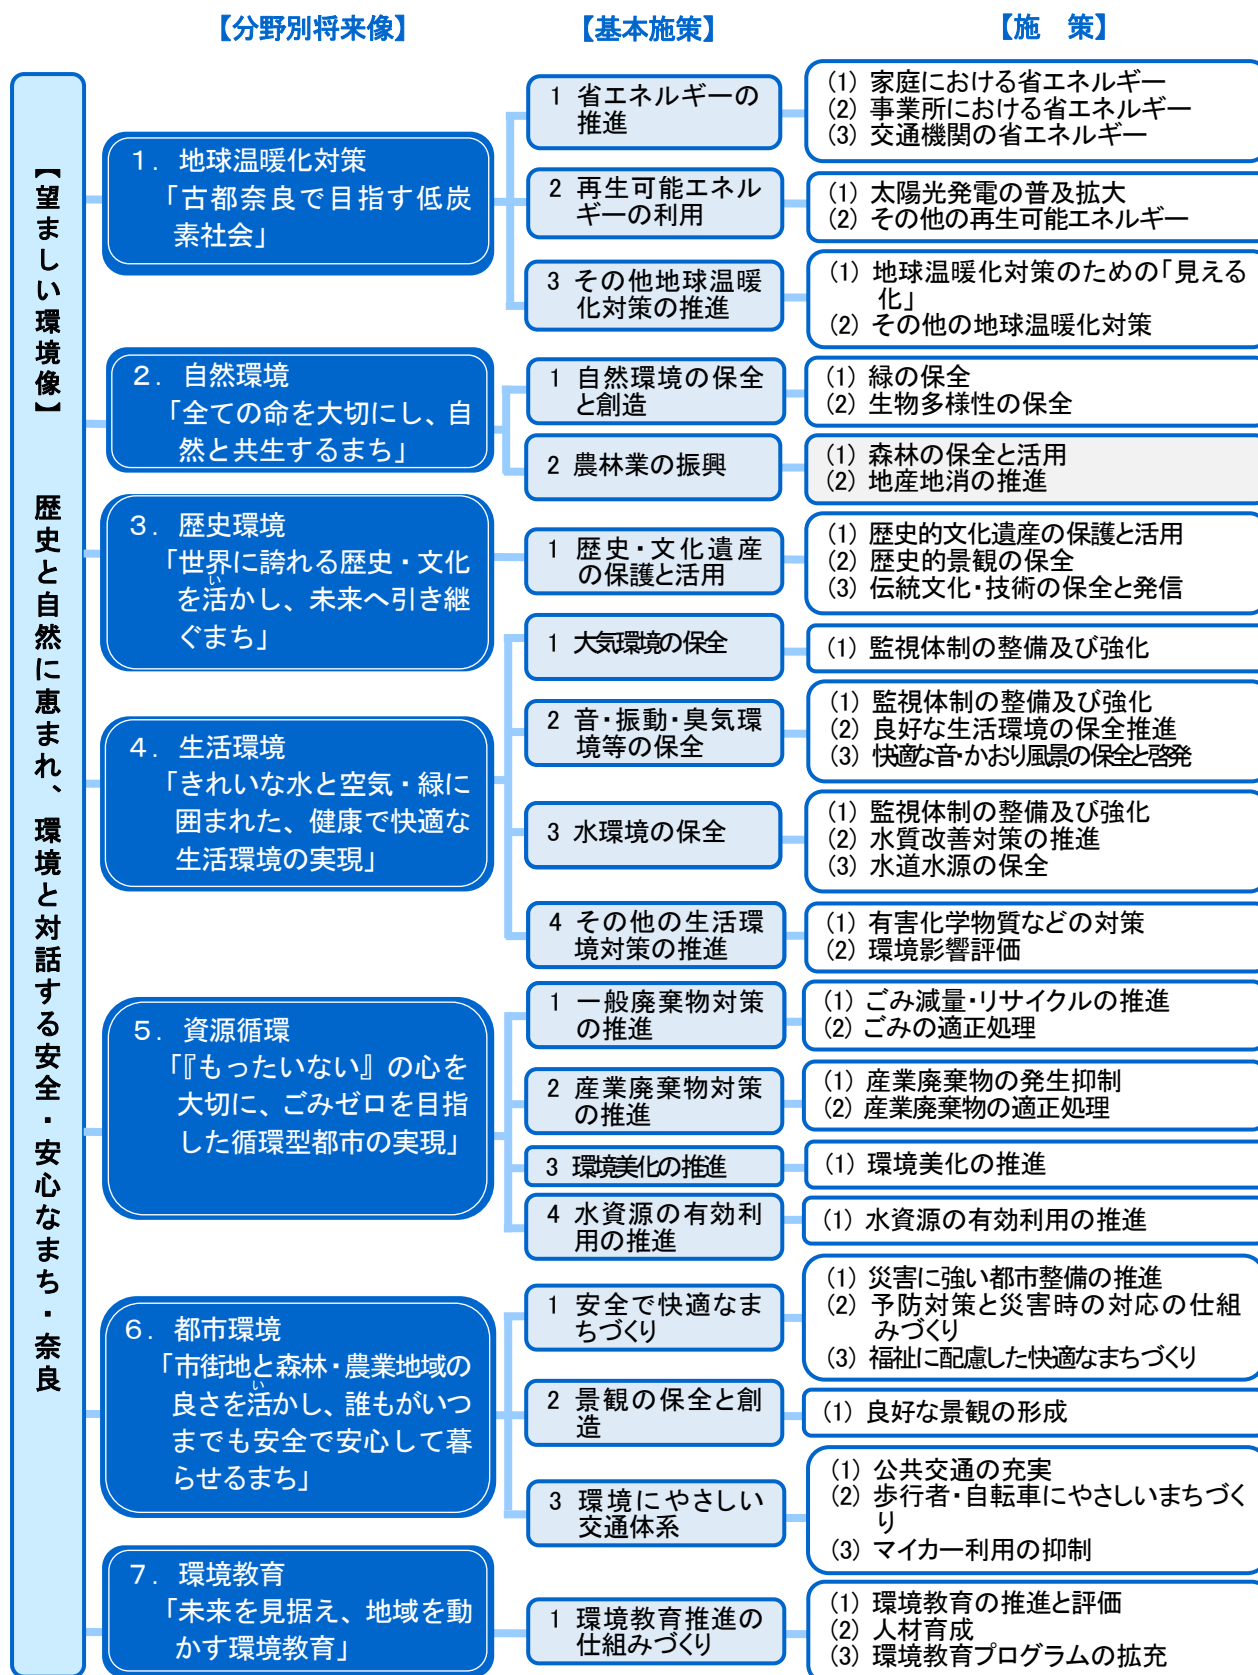 【分野別将来像】
【基本施策】
【施　策】
【望ましい環境像】　歴史と自然に恵まれ、環境と対話する安全・安心なまち・奈良
１．地球温暖化対策
「古都奈良で目指す低炭
素社会」
1 省エネルギーの
推進
(1) 家庭における省エネルギー
(2) 事業所における省エネルギー
(3) 交通機関の省エネルギー
2 再生可能エネル
ギーの利用
(1) 太陽光発電の普及拡大
(2) その他の再生可能エネルギー
3 その他地球温暖
化対策の推進
(1) 地球温暖化対策のための「見える
化」
(2) その他の地球温暖化対策
２．自然環境
「全ての命を大切にし、自
然と共生するまち」
1 自然環境の保全
と創造
(1) 緑の保全
(2) 生物多様性の保全
2 農林業の振興
(1) 森林の保全と活用
(2) 地産地消の推進
３．歴史環境
「世界に誇れる歴史・文化
い
を活かし、未来へ引き継
ぐまち」
1 歴史・文化遺産
の保護と活用
(1) 歴史的文化遺産の保護と活用
(2) 歴史的景観の保全
(3) 伝統文化・技術の保全と発信
４．生活環境
「きれいな水と空気・緑に
囲まれた、健康で快適な
生活環境の実現」
1 大気環境の保全
(1) 監視体制の整備及び強化
2 音・振動・臭気環
境等の保全
(1) 監視体制の整備及び強化
(2) 良好な生活環境の保全推進
(3) 快適な音・かおり風景の保全と啓発
3 水環境の保全
(1) 監視体制の整備及び強化
(2) 水質改善対策の推進
(3) 水道水源の保全
4 その他の生活環
境対策の推進
(1) 有害化学物質などの対策
(2) 環境影響評価
５．資源循環
「『もったいない』の心を
大切に、ごみゼロを目指
した循環型都市の実現」
1 一般廃棄物対策
の推進
(1) ごみ減量・リサイクルの推進
(2) ごみの適正処理
2 産業廃棄物対策
の推進
(1) 産業廃棄物の発生抑制
(2) 産業廃棄物の適正処理
3 環境美化の推進
(1) 環境美化の推進
4 水資源の有効利
用の推進
(1) 水資源の有効利用の推進
６．都市環境
「市街地と森林・農業地域の
い
良さを活かし、誰もがいつ
までも安全で安心して暮
らせるまち」
1 安全で快適なま
ちづくり
(1) 災害に強い都市整備の推進
(2) 予防対策と災害時の対応の仕組
みづくり
(3) 福祉に配慮した快適なまちづくり
2 景観の保全と創
造
(1) 良好な景観の形成
3 環境にやさしい
交通体系
(1) 公共交通の充実
(2) 歩行者・自転車にやさしいまちづく
り
(3) マイカー利用の抑制
７．環境教育
「未来を見据え、地域を動
かす環境教育」
1 環境教育推進の
仕組みづくり
(1) 環境教育の推進と評価
(2) 人材育成
(3) 環境教育プログラムの拡充